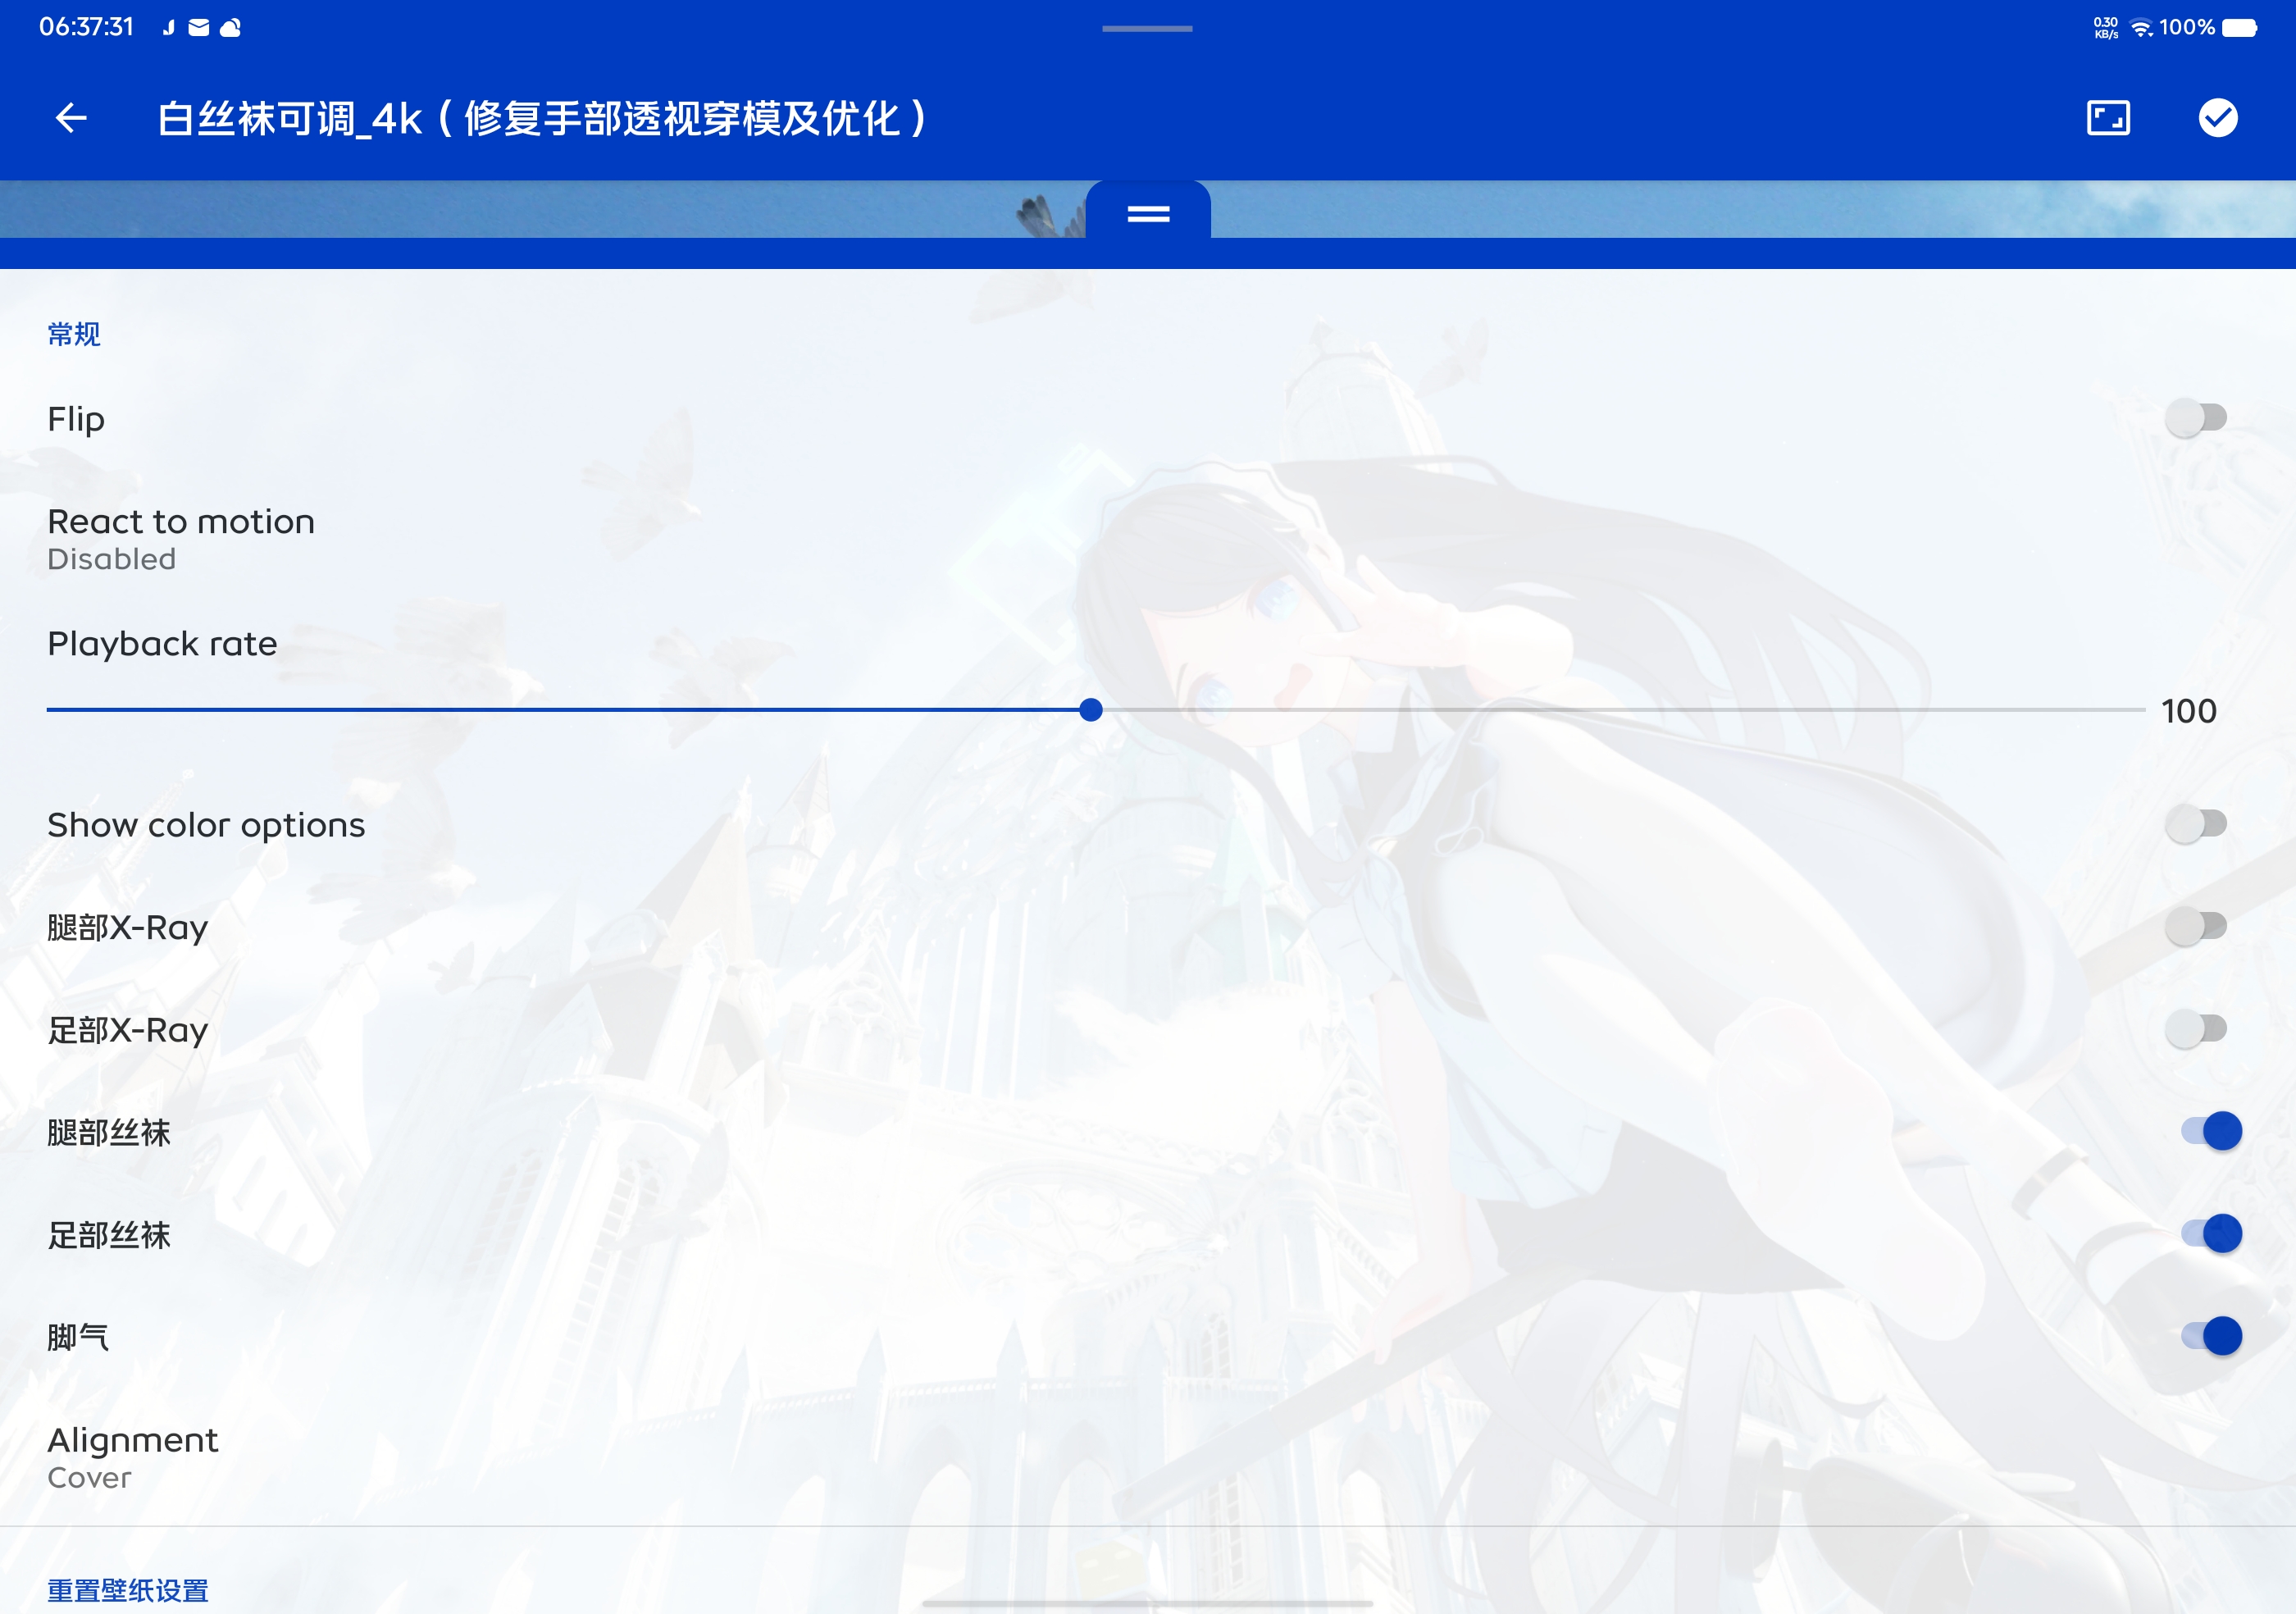 06:37:31
0.30 KB/s 100%
白丝袜可调_4k（修复手部透视穿模及优化）
常规
Flip
React to motion
Disabled
Playback rate
100
Show color options
腿部X-Ray
足部X-Ray
腿部丝袜
足部丝袜
脚气
Alignment
Cover
重置壁纸设置